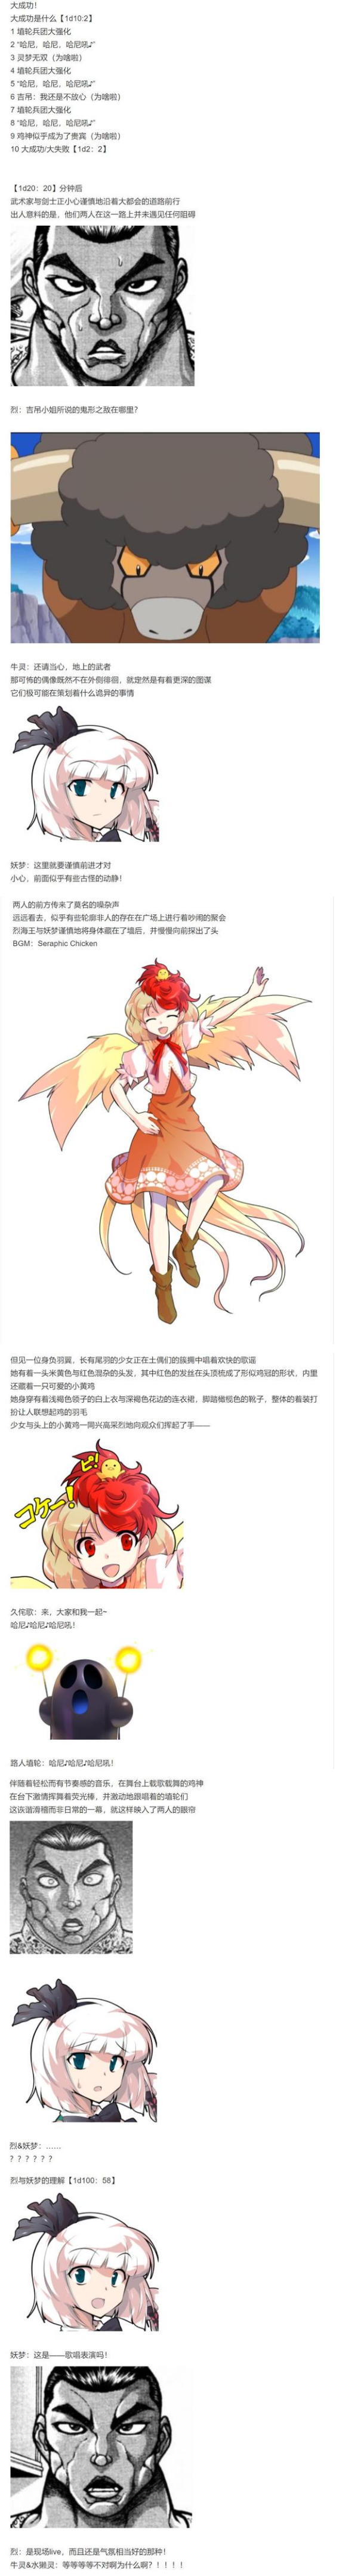 大成功！
大成功是什么【1d10:2】
1 埴轮兵团大强化
2 “哈尼，哈尼，哈尼吼♪”
3 灵梦无双（为啥啦）
4 埴轮兵团大强化
5 “哈尼，哈尼，哈尼吼♪”
6 吉吊：我还是不放心（为啥啦）
7 埴轮兵团大强化
8 “哈尼，哈尼，哈尼吼♪”
9 鸡神似乎成为了贵宾（为啥啦）
10 大成功/大失败【1d2：2】
【1d20：20】分钟后
武术家与剑士正小心谨慎地沿着大都会的道路前行
出人意料的是，他们两人在这一路上并未遇见任何阻碍
烈：吉吊小姐所说的鬼形之敌在哪里？
牛灵：还请当心，地上的武者
那可怖的偶像既然不在外侧徘徊，就定然是有着更深的图谋
它们极可能在策划着什么诡异的事情
妖梦：这里就要谨慎前进才对
小心，前面似乎有些古怪的动静！
两人的前方传来了莫名的噪杂声
远远看去，似乎有些轮廓非人的存在在广场上进行着吵闹的聚会
烈海王与妖梦谨慎地将身体藏在了墙后，并慢慢向前探出了头
BGM：Seraphic Chicken
但见一位身负羽翼，长有尾羽的少女正在土偶们的簇拥中唱着欢快的歌谣
她有着一头米黄色与红色混杂的头发，其中红色的发丝在头顶梳成了形似鸡冠的形状，内里
还藏着一只可爱的小黄鸡
她身穿有着浅褐色领子的白上衣与深褐色花边的连衣裙，脚踏橄榄色的靴子，整体的着装打
扮让人联想起鸡的羽毛
少女与头上的小黄鸡一同兴高采烈地向观众们挥起了手——
ピ！
コケー！
久侘歌：来，大家和我一起~
哈尼♪哈尼♪哈尼吼！
路人埴轮：哈尼♪哈尼♪哈尼吼！
伴随着轻松而有节奏感的音乐，在舞台上载歌载舞的鸡神
在台下激情挥舞着荧光棒，并激动地跟唱着的埴轮们
这诙谐滑稽而非日常的一幕，就这样映入了两人的眼帘
烈&妖梦：……
？？？？？？
烈与妖梦的理解【1d100：58】
妖梦：这是——歌唱表演吗！
烈：是现场live，而且还是气氛相当好的那种！
牛灵&水獭灵：等等等等不对啊为什么啊？！！！！